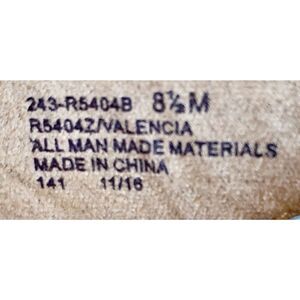 243-R5404B 8½M
R5404Z/VALENCIA
ALL MAN MADE MATERIALS
MADE IN CHINA
141 11/16